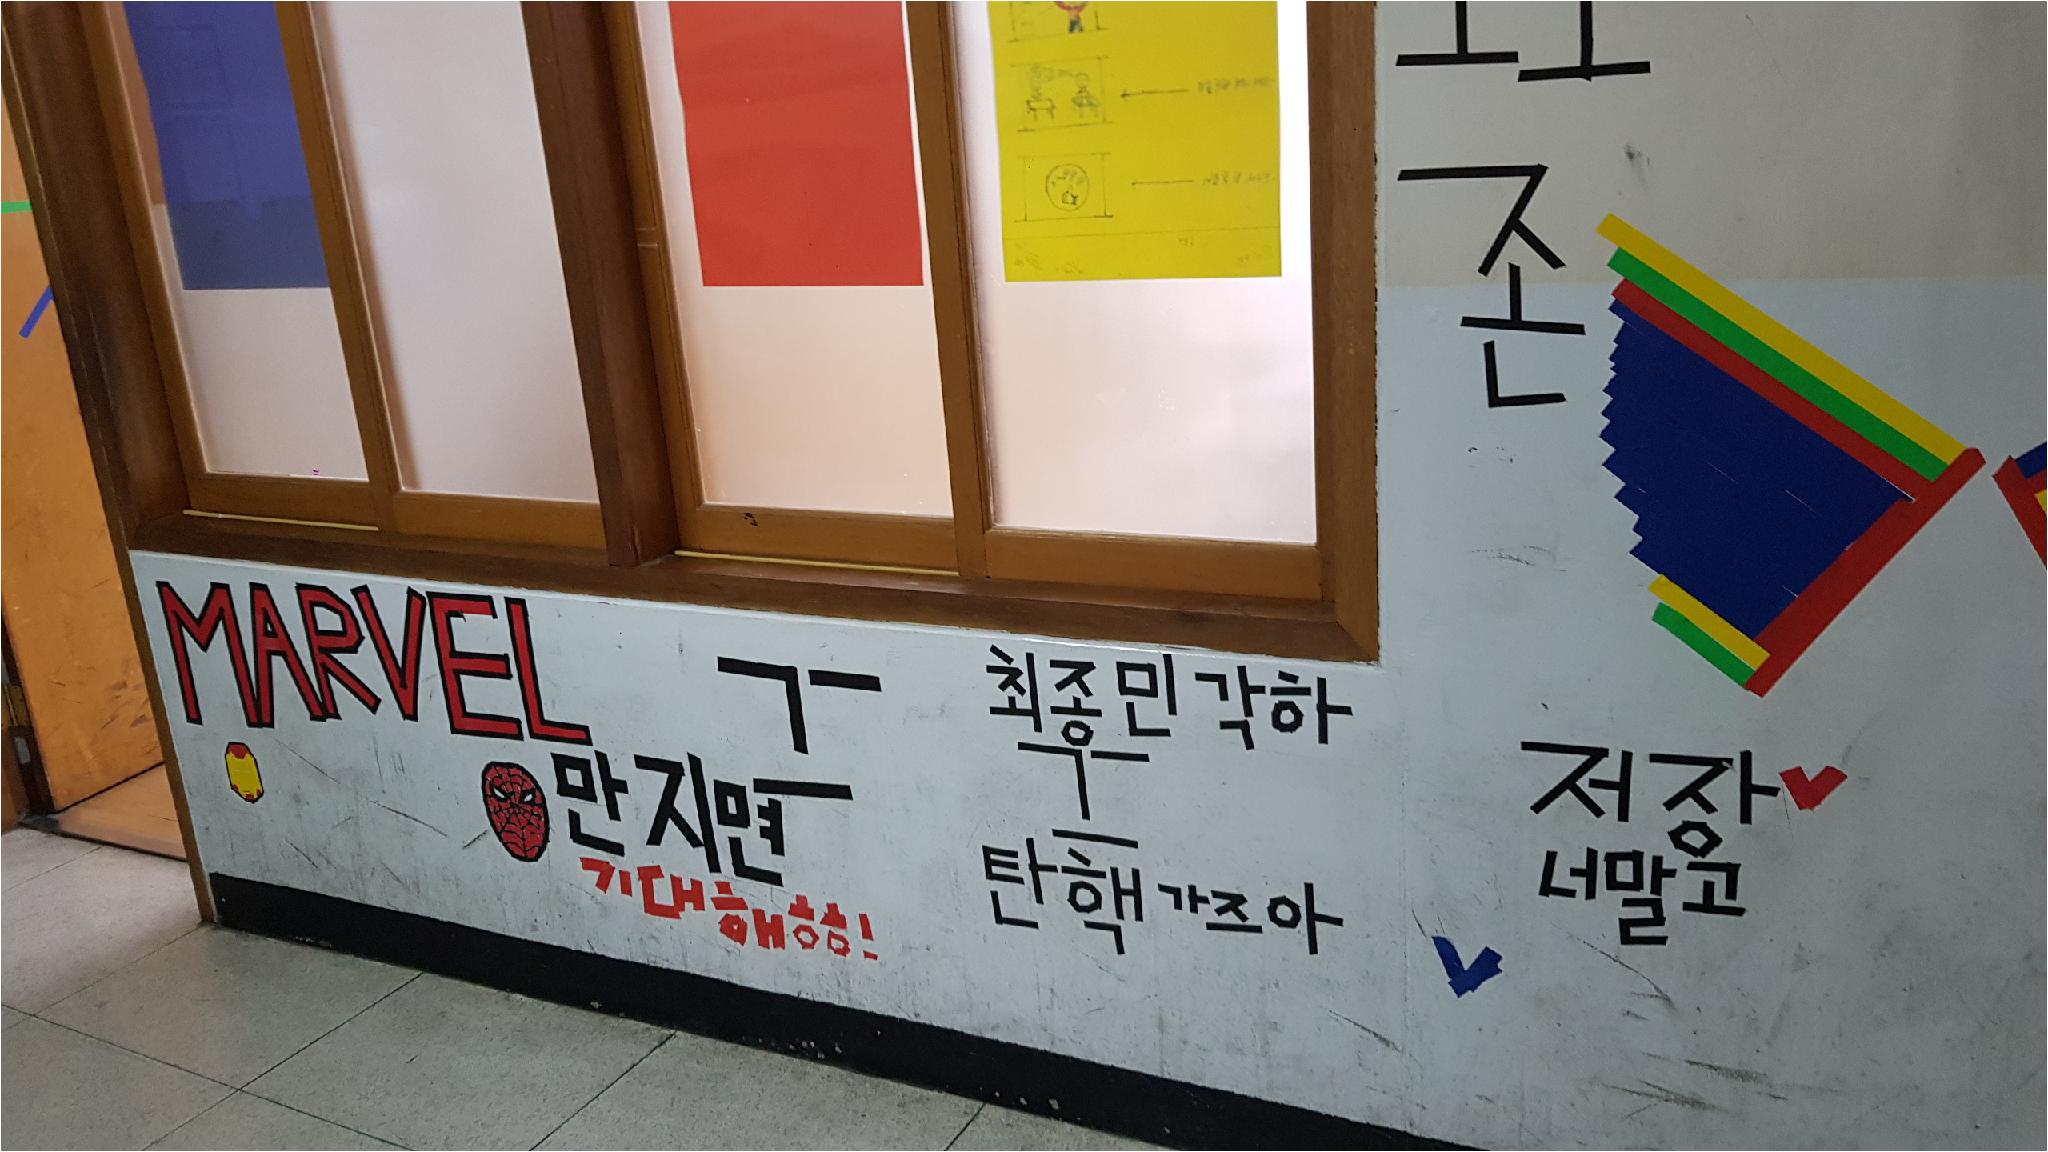 존
MARVEL
만지면
기대해힝!
최종민각하
탄핵가즈아
저장
너말고